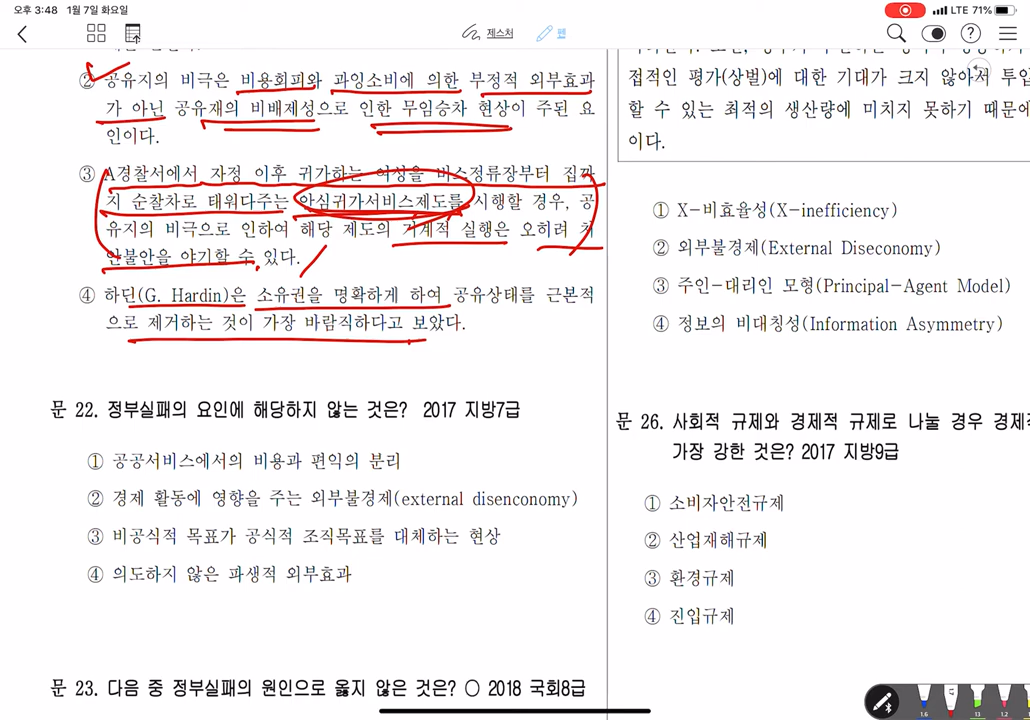 오후 3:48 1월 7일 화요일
LTE 71%
제스처
펜
② 공유지의 비극은 비용회피와 과잉소비에 의한 부정적 외부효과
가 아닌 공유재의 비배제성으로 인한 무임승차 현상이 주된 요
인이다.
③ A경찰서에서 자정 이후 귀가하는 여성을 버스정류장부터 집까
지 순찰차로 태워다주는 안심귀가서비스제도를 시행할 경우, 공
유지의 비극으로 인하여 해당 제도의 기계적 실행은 오히려 치
안불안을 야기할 수 있다.
④ 하딘(G. Hardin)은 소유권을 명확하게 하여 공유상태를 근본적
으로 제거하는 것이 가장 바람직하다고 보았다.
문 22. 정부실패의 요인에 해당하지 않는 것은? 2017 지방7급
① 공공서비스에서의 비용과 편익의 분리
② 경제 활동에 영향을 주는 외부불경제(external disenconomy)
③ 비공식적 목표가 공식적 조직목표를 대체하는 현상
④ 의도하지 않은 파생적 외부효과
문 23. 다음 중 정부실패의 원인으로 옳지 않은 것은? ○ 2018 국회8급
접적인 평가(상벌)에 대한 기대가 크지 않아서 투입
할 수 있는 최적의 생산량에 미치지 못하기 때문에
이다.
① X-비효율성(X-inefficiency)
② 외부불경제(External Diseconomy)
③ 주인-대리인 모형(Principal-Agent Model)
④ 정보의 비대칭성(Information Asymmetry)
문 26. 사회적 규제와 경제적 규제로 나눌 경우 경제적
가장 강한 것은? 2017 지방9급
① 소비자안전규제
② 산업재해규제
③ 환경규제
④ 진입규제
1.6 13 1.2